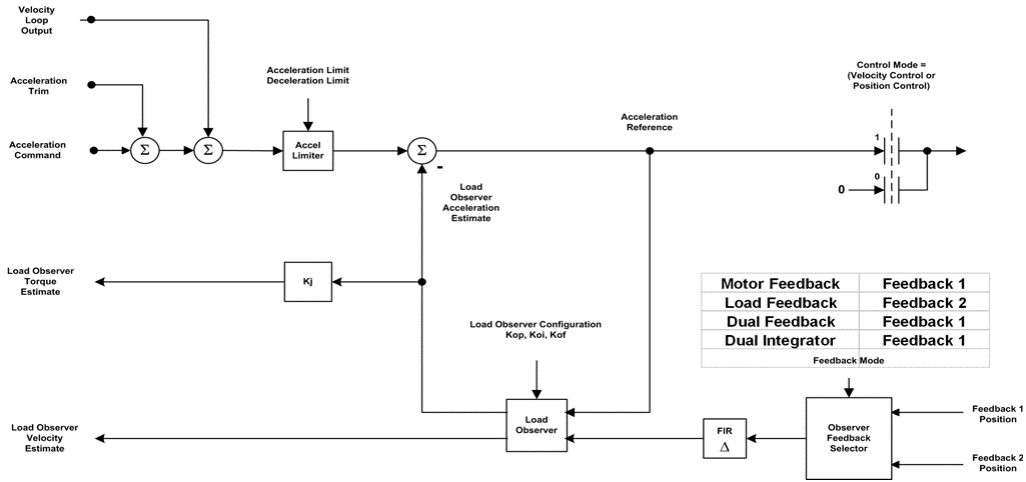 Velocity
Loop
Output
Acceleration
Trim
Acceleration
Command
Σ
Σ
Acceleration Limit
Deceleration Limit
Accel
Limiter
Σ
-
Load
Observer
Acceleration
Estimate
Acceleration
Reference
Control Mode =
(Velocity Control or
Position Control)
1
0
0
Load Observer
Torque
Estimate
Kj
Load Observer Configuration
Kop, Koi, Kof
Motor Feedback Feedback 1
Load Feedback Feedback 2
Dual Feedback Feedback 1
Dual Integrator Feedback 1
Feedback Mode
Load Observer
Velocity
Estimate
Load
Observer
FIR
Δ
Observer
Feedback
Selector
Feedback 1
Position
Feedback 2
Position